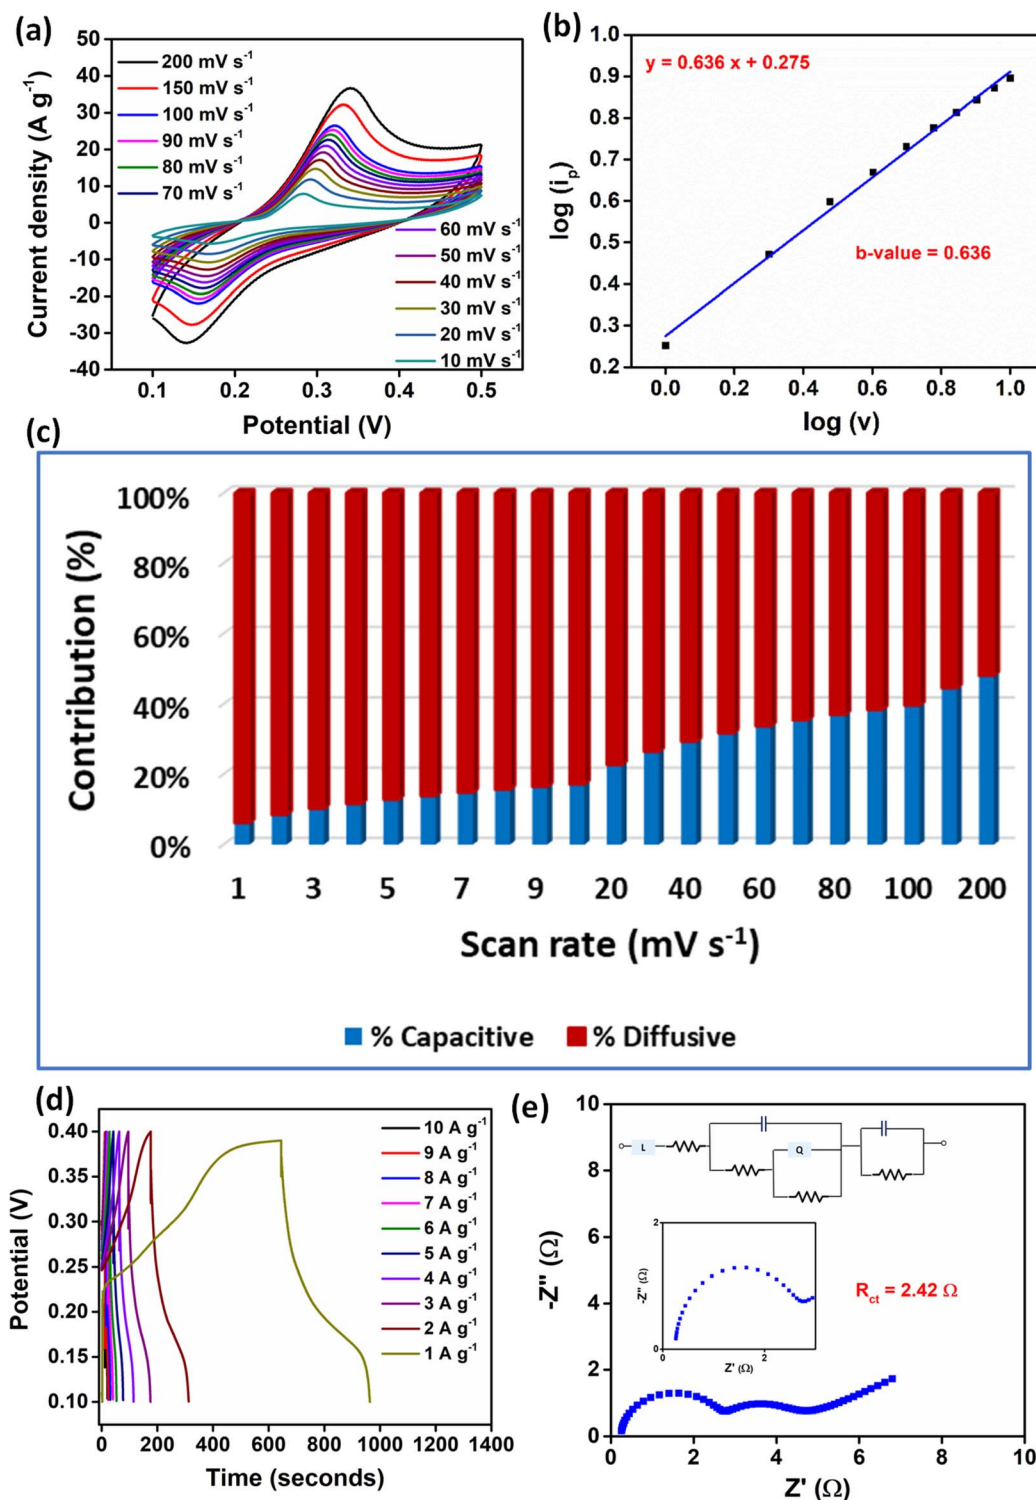 (a)
200 mV s⁻¹
150 mV s⁻¹
100 mV s⁻¹
90 mV s⁻¹
80 mV s⁻¹
70 mV s⁻¹
60 mV s⁻¹
50 mV s⁻¹
40 mV s⁻¹
30 mV s⁻¹
20 mV s⁻¹
10 mV s⁻¹
Current density (A g⁻¹)
50
40
30
20
10
0
-10
-20
-30
-40
0.1 0.2 0.3 0.4 0.5
Potential (V)
(b)
y = 0.636 x + 0.275
b-value = 0.636
log (iₚ)
1.0
0.9
0.8
0.7
0.6
0.5
0.4
0.3
0.2
0.0 0.2 0.4 0.6 0.8 1.0
log (v)
(c)
Contribution (%)
100%
80%
60%
40%
20%
0%
1 3 5 7 9 20 40 60 80 100 200
Scan rate (mV s⁻¹)
% Capacitive % Diffusive
(d)
Potential (V)
0.40
0.35
0.30
0.25
0.20
0.15
0.10
10 A g⁻¹
9 A g⁻¹
8 A g⁻¹
7 A g⁻¹
6 A g⁻¹
5 A g⁻¹
4 A g⁻¹
3 A g⁻¹
2 A g⁻¹
1 A g⁻¹
0 200 400 600 800 1000 1200 1400
Time (seconds)
(e)
-Z'' (Ω)
10
8
6
4
2
0
L
Q
2
0
-Z'' (Ω)
0 2
Z' (Ω)
R_ct = 2.42 Ω
0 2 4 6 8 10
Z' (Ω)